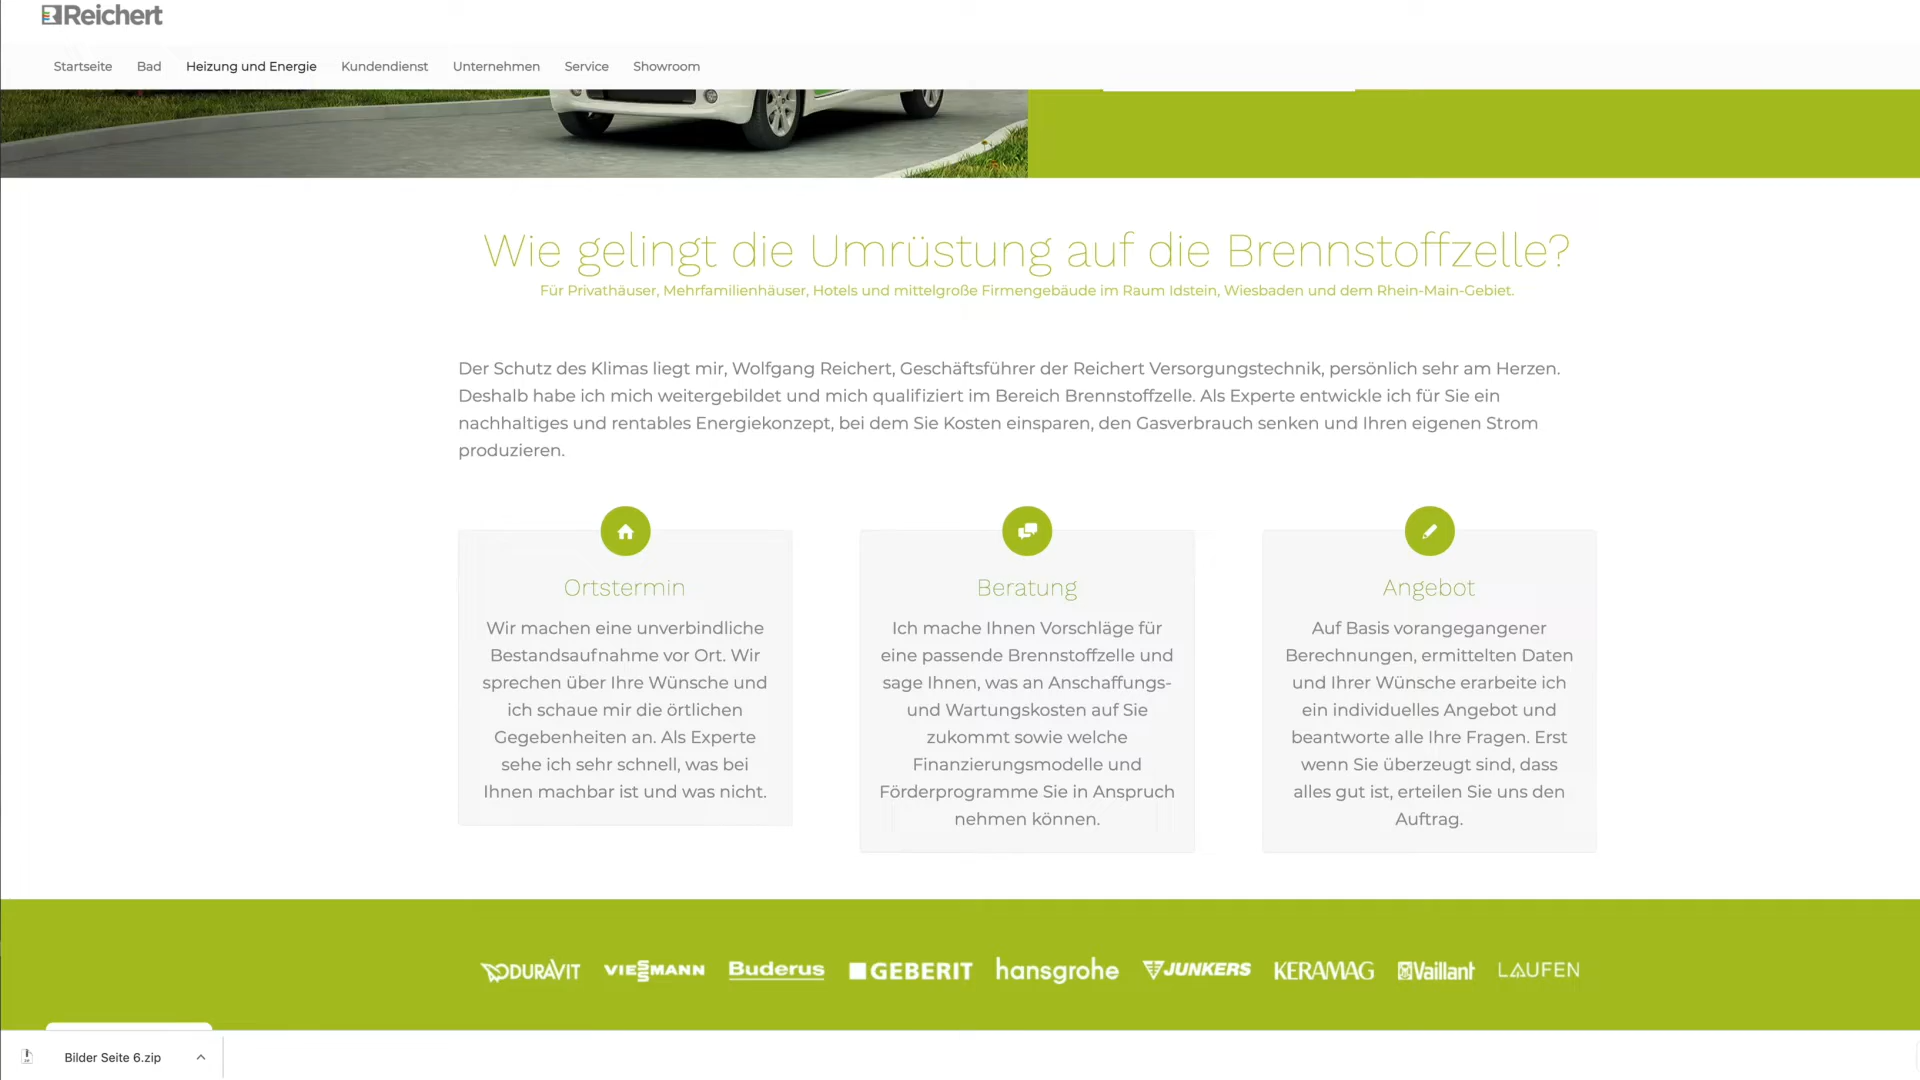 Reichert
Startseite Bad Heizung und Energie Kundendienst Unternehmen Service Showroom
Wie gelingt die Umrüstung auf die Brennstoffzelle?
Für Privathäuser, Mehrfamilienhäuser, Hotels und mittelgroße Firmengebäude im Raum Idstein, Wiesbaden und dem Rhein-Main-Gebiet.
Der Schutz des Klimas liegt mir, Wolfgang Reichert, Geschäftsführer der Reichert Versorgungstechnik, persönlich sehr am Herzen.
Deshalb habe ich mich weitergebildet und mich qualifiziert im Bereich Brennstoffzelle. Als Experte entwickle ich für Sie ein
nachhaltiges und rentables Energiekonzept, bei dem Sie Kosten einsparen, den Gasverbrauch senken und Ihren eigenen Strom
produzieren.
Ortstermin
Wir machen eine unverbindliche
Bestandsaufnahme vor Ort. Wir
sprechen über Ihre Wünsche und
ich schaue mir die örtlichen
Gegebenheiten an. Als Experte
sehe ich sehr schnell, was bei
Ihnen machbar ist und was nicht.
Beratung
Ich mache Ihnen Vorschläge für
eine passende Brennstoffzelle und
sage Ihnen, was an Anschaffungs-
und Wartungskosten auf Sie
zukommt sowie welche
Finanzierungsmodelle und
Förderprogramme Sie in Anspruch
nehmen können.
Angebot
Auf Basis vorangegangener
Berechnungen, ermittelten Daten
und Ihrer Wünsche erarbeite ich
ein individuelles Angebot und
beantworte alle Ihre Fragen. Erst
wenn Sie überzeugt sind, dass
alles gut ist, erteilen Sie uns den
Auftrag.
DURAVIT VIESSMANN Buderus GEBERIT hansgrohe JUNKERS KERAMAG Vaillant LAUFEN
Bilder Seite 6.zip